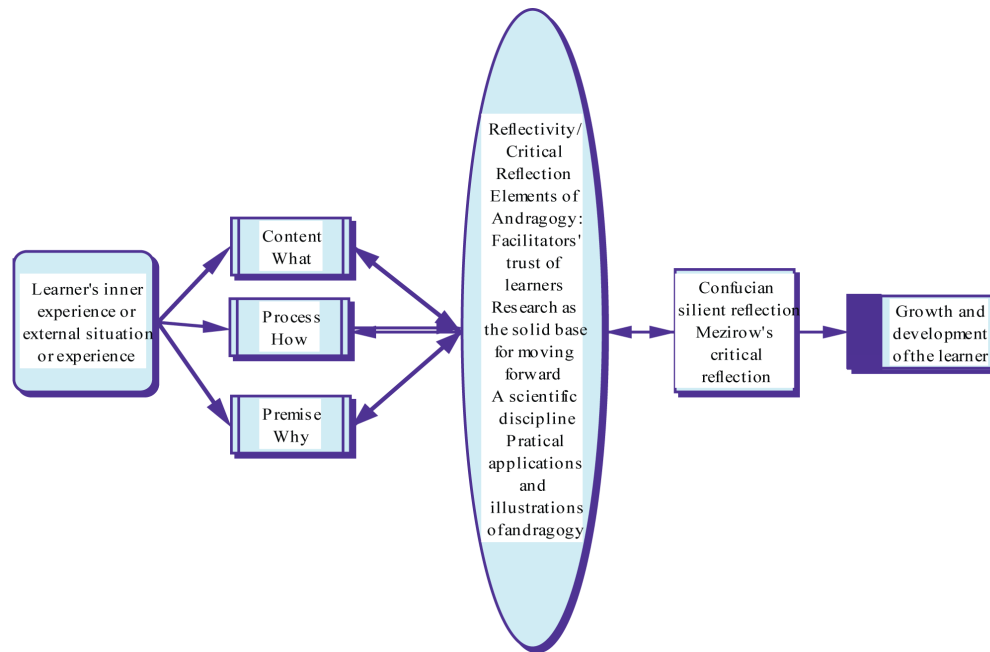 Learner's inner
experience or
external situation
or experience
Content
What
Process
How
Premise
Why
Reflectivity/
Critical
Reflection
Elements of
Andragogy:
Facilitators'
trust of
learners
Research as
the solid base
for moving
forward
A scientific
discipline
Pratical
applications
and
illustrations
ofandragogy
Confucian
silient reflection
Mezirow's
critical
reflection
Growth and
development
ofthe learner